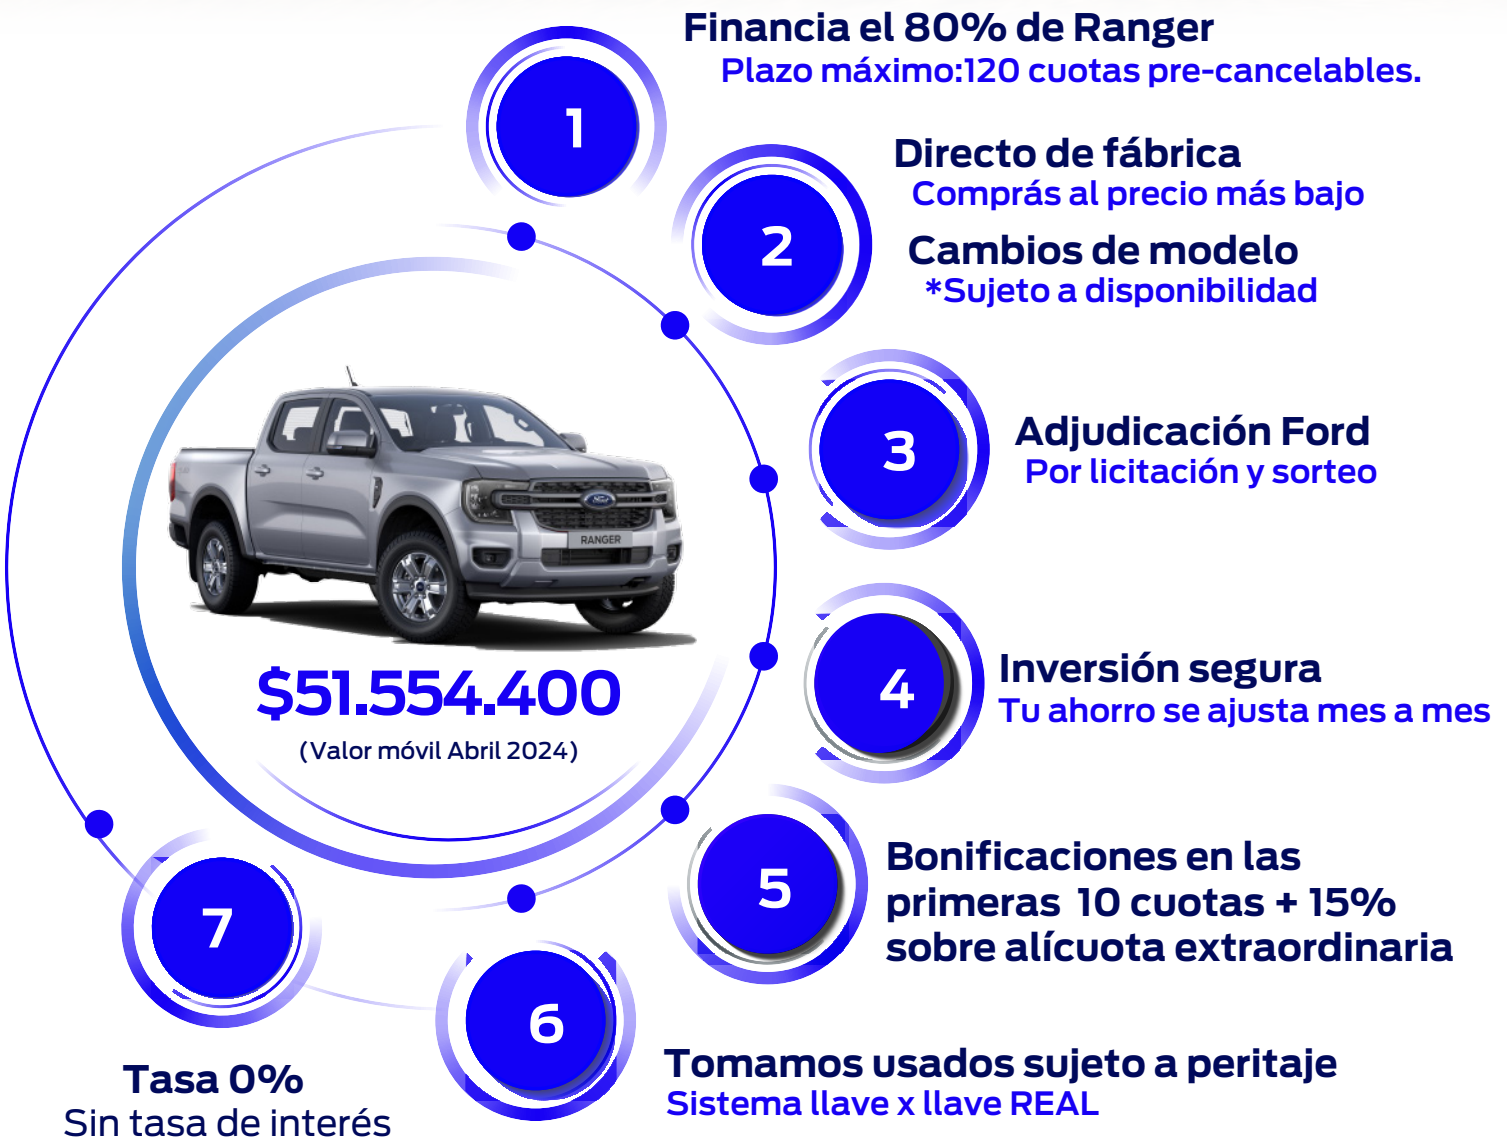 1
Financia el 80% de Ranger
Plazo máximo:120 cuotas pre-cancelables.
2
Directo de fábrica
Comprás al precio más bajo
Cambios de modelo
*Sujeto a disponibilidad
3
Adjudicación Ford
Por licitación y sorteo
Ford
RANGER
$51.554.400
(Valor móvil Abril 2024)
4
Inversión segura
Tu ahorro se ajusta mes a mes
5
Bonificaciones en las
primeras 10 cuotas + 15%
sobre alícuota extraordinaria
6
Tomamos usados sujeto a peritaje
Sistema llave x llave REAL
7
Tasa 0%
Sin tasa de interés